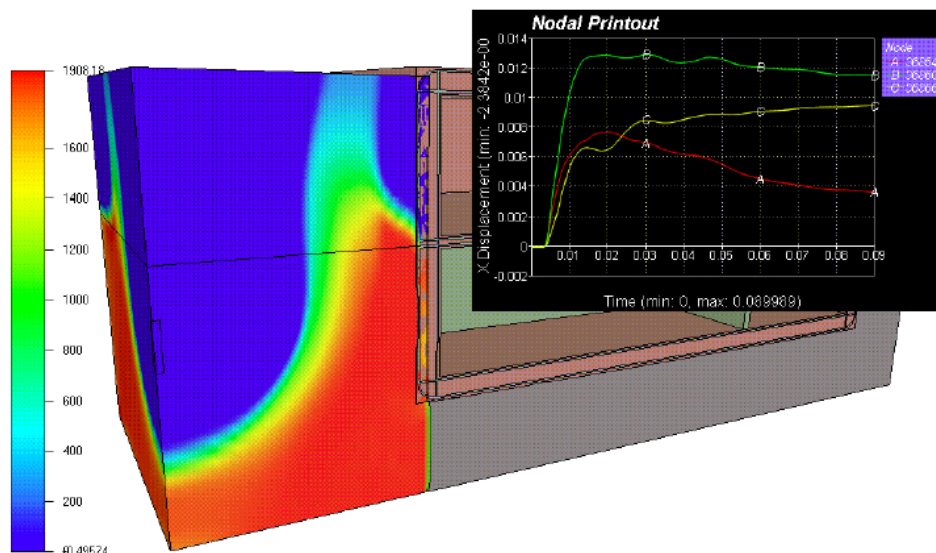 Nodal Printout
0.014
0.012
0.01
0.008
0.006
0.004
0.002
0
-0.002
X Displacement (min: -2.3842e-00
0.01 0.02 0.03 0.04 0.05 0.06 0.07 0.08 0.09
Time (min: 0, max: 0.089989)
B B B
C C C
A A A
Node
A
B
C
1908.18
1600
1400
1200
1000
800
600
400
200